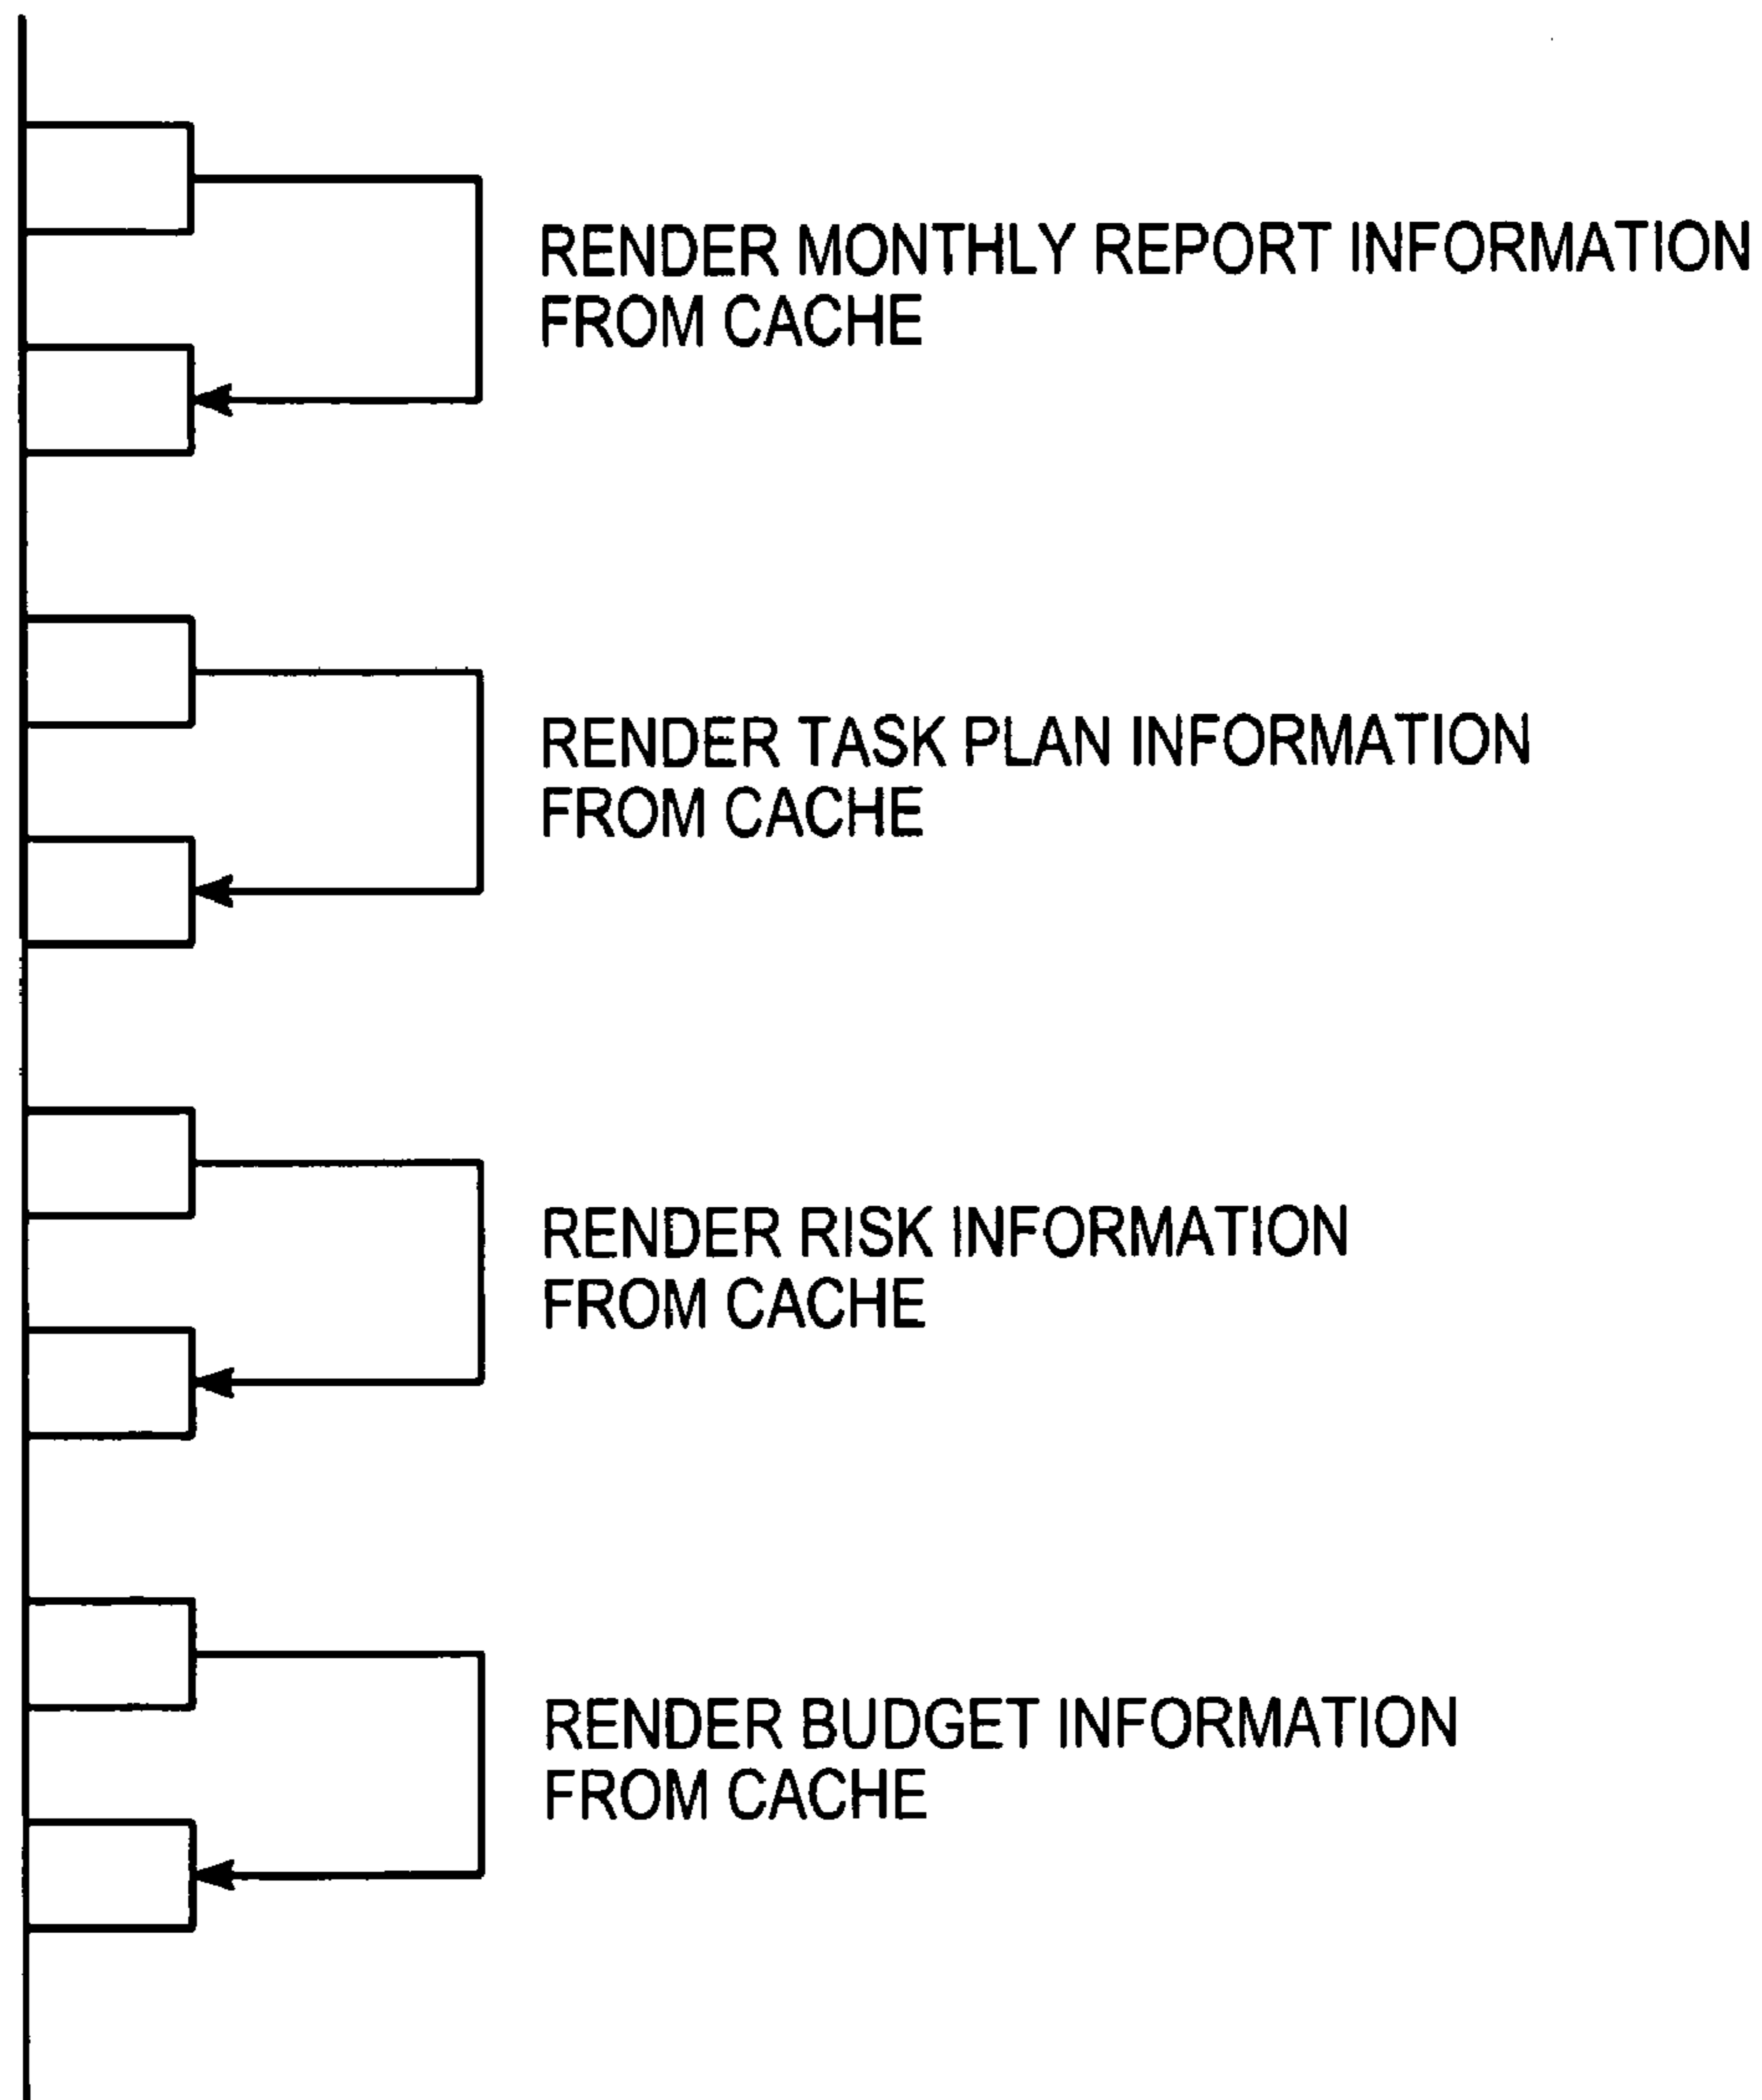 RENDER MONTHLY REPORT INFORMATION
FROM CACHE
RENDER TASK PLAN INFORMATION
FROM CACHE
RENDER RISK INFORMATION
FROM CACHE
RENDER BUDGET INFORMATION
FROM CACHE